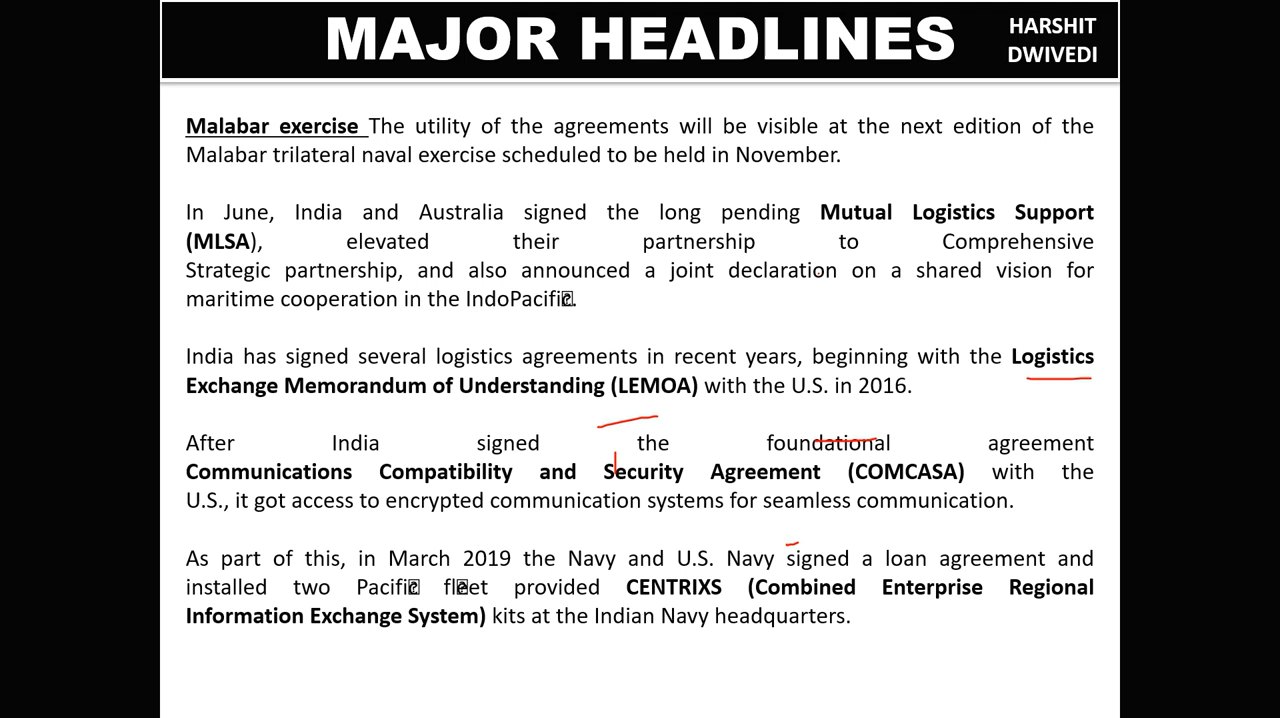 MAJOR HEADLINES
HARSHIT
DWIVEDI
Malabar exercise The utility of the agreements will be visible at the next edition of the
Malabar trilateral naval exercise scheduled to be held in November.
In June, India and Australia signed the long pending Mutual Logistics Support
(MLSA), elevated their partnership to Comprehensive
Strategic partnership, and also announced a joint declaration on a shared vision for
maritime cooperation in the IndoPacific.
India has signed several logistics agreements in recent years, beginning with the Logistics
Exchange Memorandum of Understanding (LEMOA) with the U.S. in 2016.
After India signed the foundational agreement
Communications Compatibility and Security Agreement (COMCASA) with the
U.S., it got access to encrypted communication systems for seamless communication.
As part of this, in March 2019 the Navy and U.S. Navy signed a loan agreement and
installed two Pacific fleet provided CENTRIXS (Combined Enterprise Regional
Information Exchange System) kits at the Indian Navy headquarters.